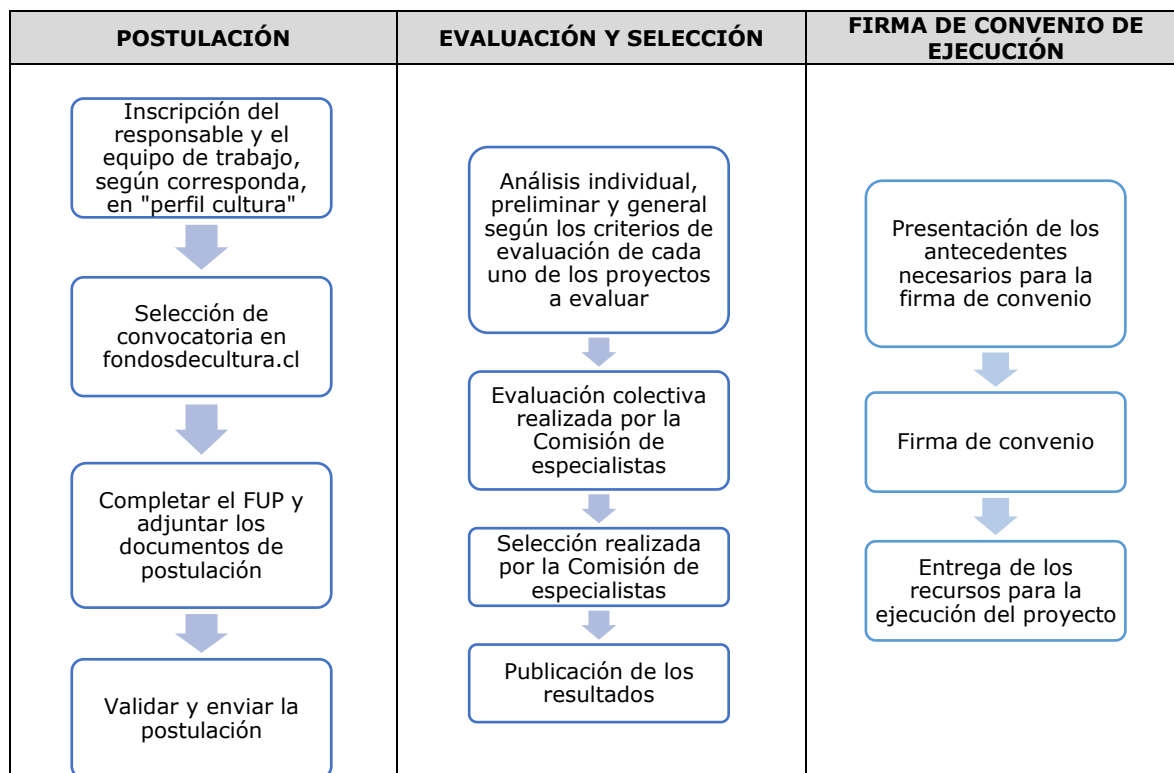 POSTULACIÓN
Inscripción del
responsable y el
equipo de trabajo,
según corresponda,
en "perfil cultura"
Selección de
convocatoria en
fondosdecultura.cl
Completar el FUP y
adjuntar los
documentos de
postulación
Validar y enviar la
postulación
EVALUACIÓN Y SELECCIÓN
Análisis individual,
preliminar y general
según los criterios de
evaluación de cada
uno de los proyectos
a evaluar
Evaluación colectiva
realizada por la
Comisión de
especialistas
Selección realizada
por la Comisión de
especialistas
Publicación de los
resultados
FIRMA DE CONVENIO DE
EJECUCIÓN
Presentación de los
antecedentes
necesarios para la
firma de convenio
Firma de convenio
Entrega de los
recursos para la
ejecución del proyecto